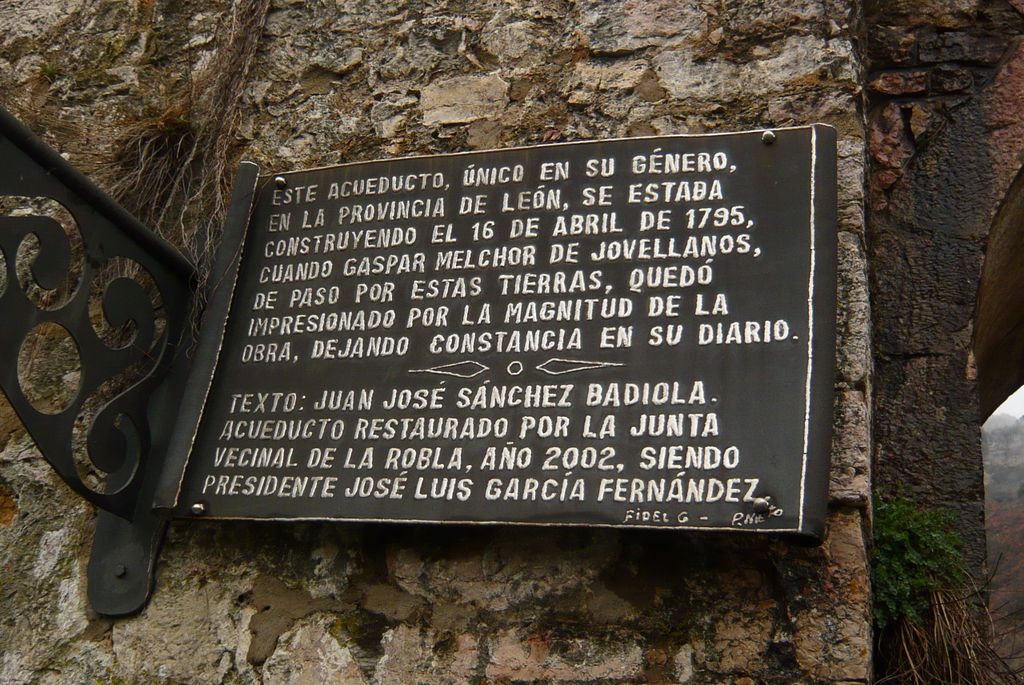 ESTE ACUEDUCTO, ÚNICO EN SU GÉNERO,
EN LA PROVINCIA DE LEÓN, SE ESTABA
CONSTRUYENDO EL 16 DE ABRIL DE 1795,
CUANDO GASPAR MELCHOR DE JOVELLANOS,
DE PASO POR ESTAS TIERRAS, QUEDÓ
IMPRESIONADO POR LA MAGNITUD DE LA
OBRA, DEJANDO CONSTANCIA EN SU DIARIO.
TEXTO: JUAN JOSÉ SÁNCHEZ BADIOLA.
ACUEDUCTO RESTAURADO POR LA JUNTA
VECINAL DE LA ROBLA, AÑO 2002, SIENDO
PRESIDENTE JOSÉ LUIS GARCÍA FERNÁNDEZ.
FIDEL G - P. NIETO